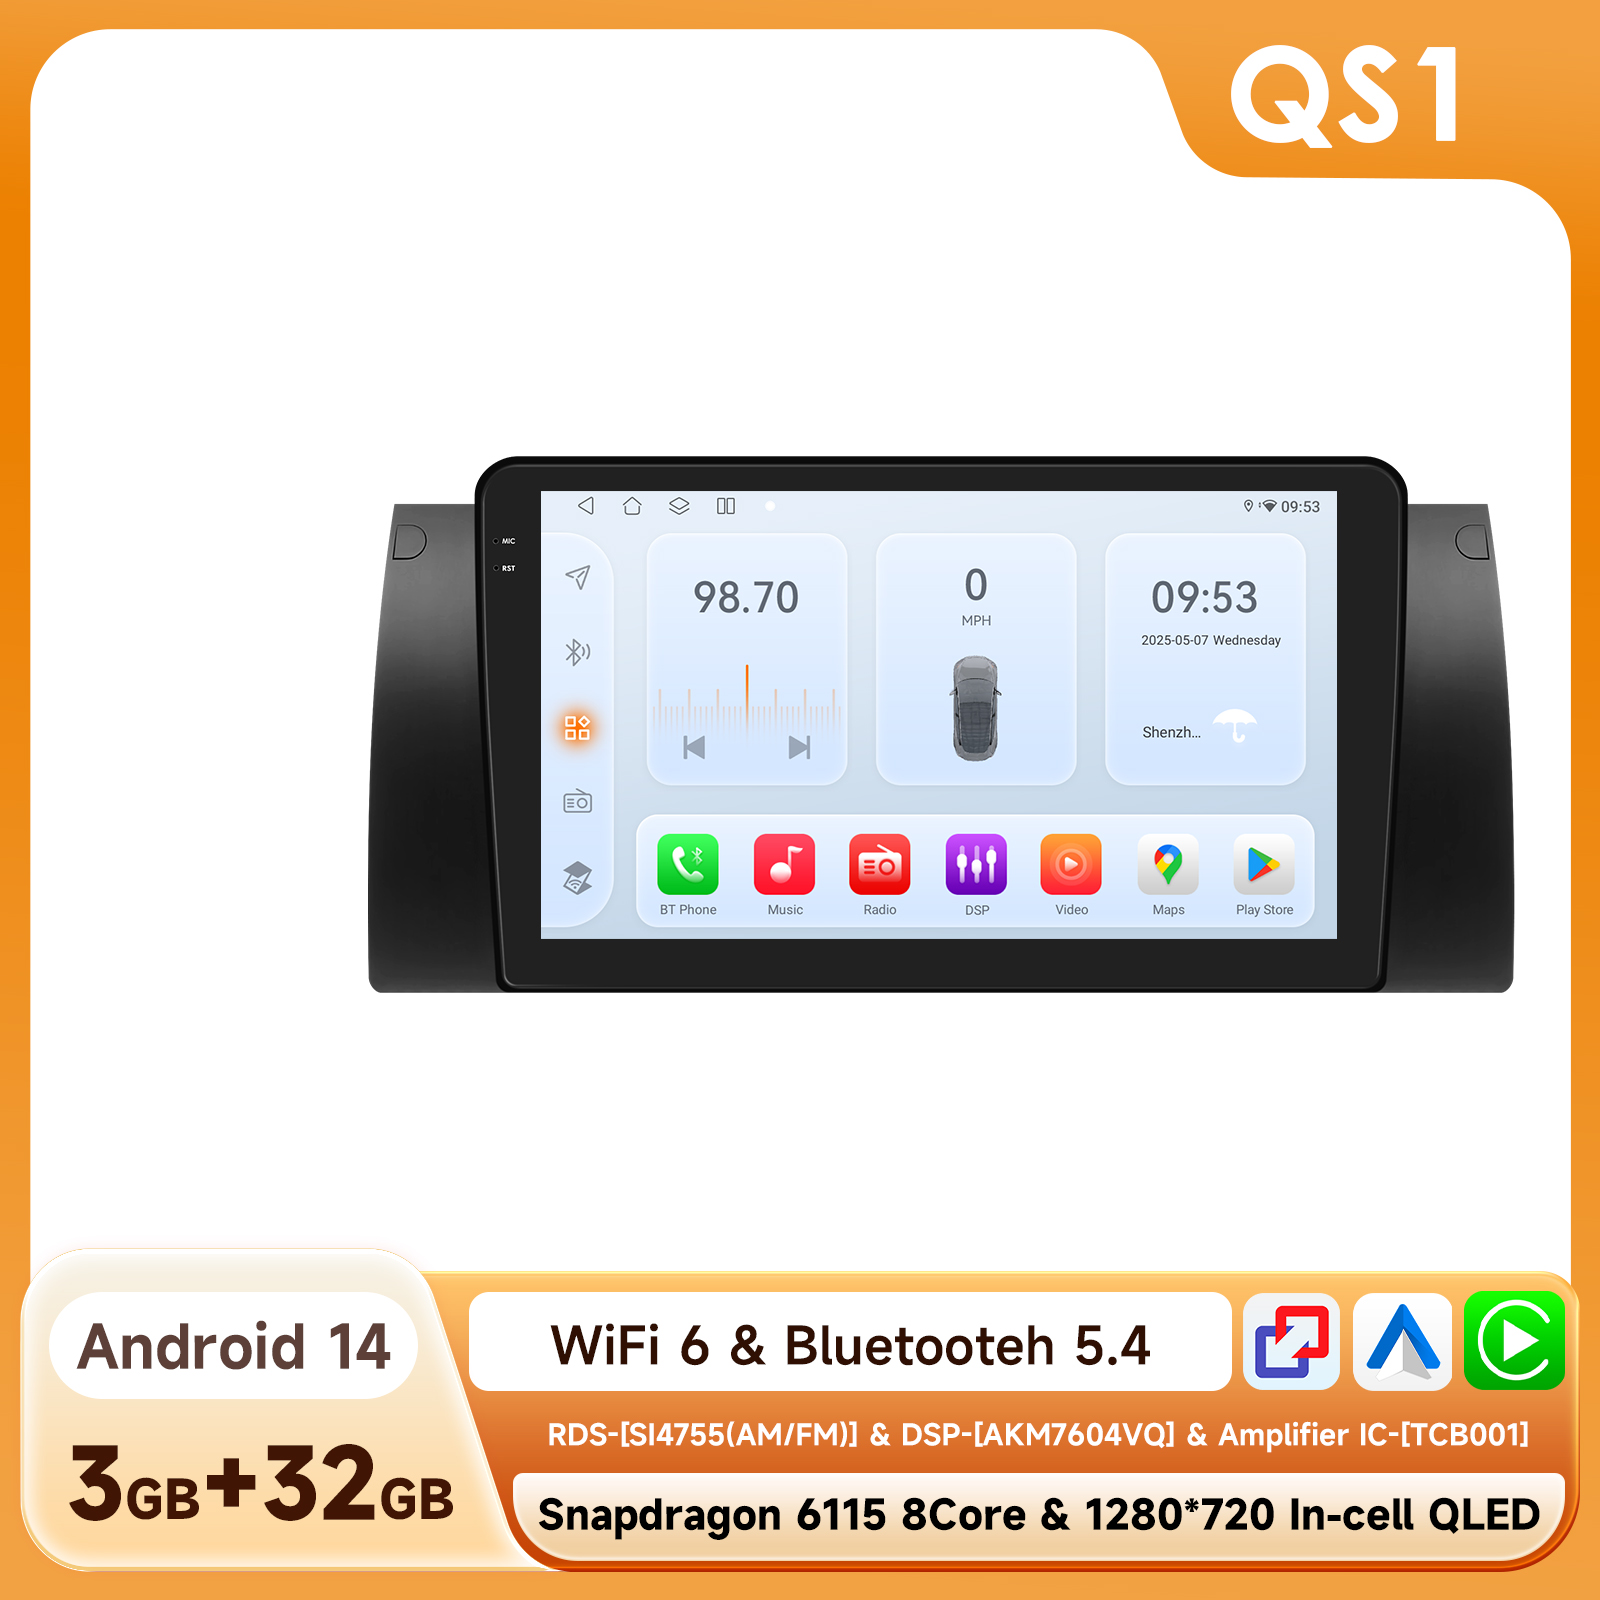 QS1
MIC
RST
09:53
98.70
0
MPH
09:53
2025-05-07 Wednesday
Shenzh...
BT Phone
Music
Radio
DSP
Video
Maps
Play Store
Android 14
3GB+32GB
WiFi 6 & Bluetooteh 5.4
RDS-[SI4755(AM/FM)] & DSP-[AKM7604VQ] & Amplifier IC-[TCB001]
Snapdragon 6115 8Core & 1280*720 In-cell QLED